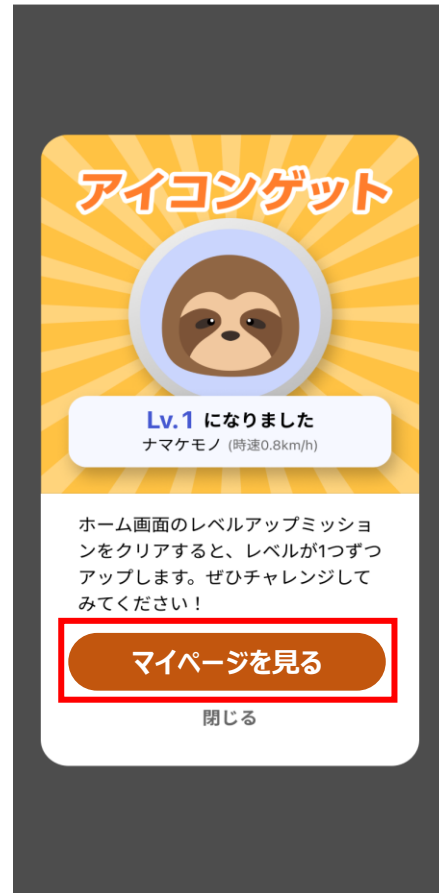 アイコンゲット
Lv.1 になりました
ナマケモノ (時速0.8km/h)
ホーム画面のレベルアップミッショ
ンをクリアすると、レベルが1つずつ
アップします。ぜひチャレンジして
みてください！
マイページを見る
閉じる